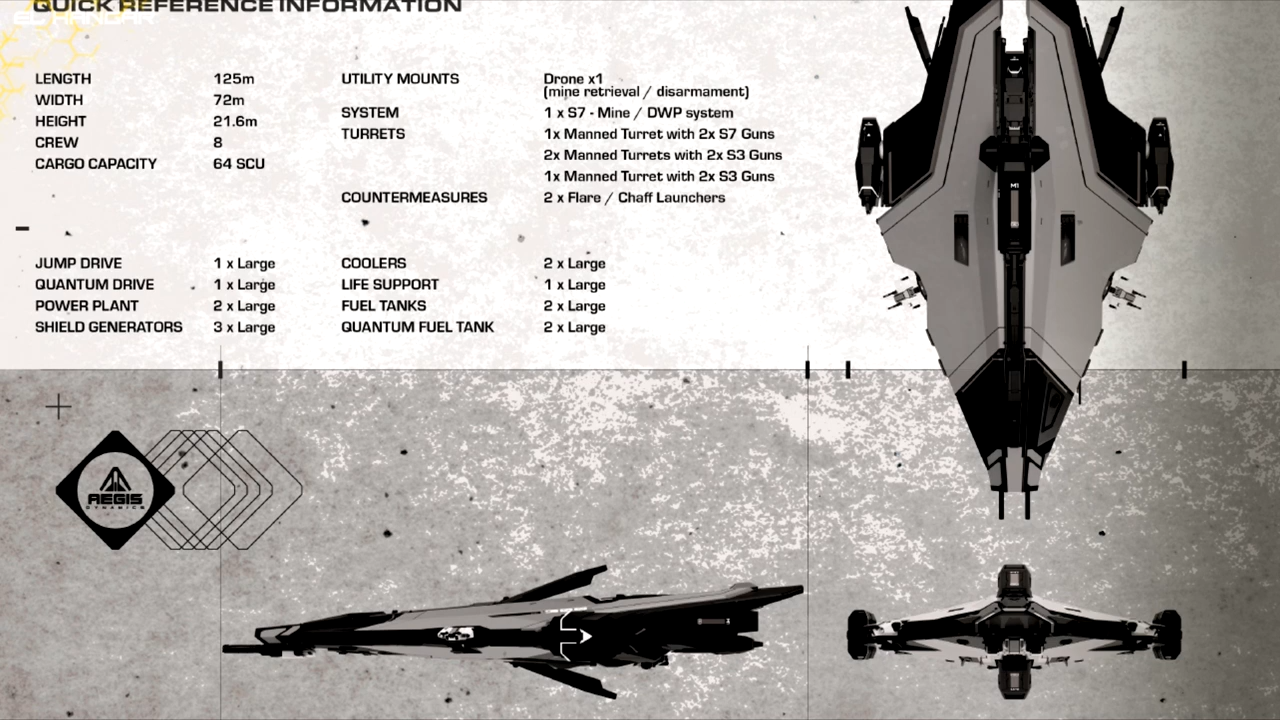 QUICK REFERENCE INFORMATION
EL HANGAR
LENGTH 125m
WIDTH 72m
HEIGHT 21.6m
CREW 8
CARGO CAPACITY 64 SCU
UTILITY MOUNTS Drone x1
(mine retrieval / disarmament)
SYSTEM 1 x S7 - Mine / DWP system
TURRETS 1x Manned Turret with 2x S7 Guns
2x Manned Turrets with 2x S3 Guns
1x Manned Turret with 2x S3 Guns
COUNTERMEASURES 2 x Flare / Chaff Launchers
JUMP DRIVE 1 x Large
QUANTUM DRIVE 1 x Large
POWER PLANT 2 x Large
SHIELD GENERATORS 3 x Large
COOLERS 2 x Large
LIFE SUPPORT 1 x Large
FUEL TANKS 2 x Large
QUANTUM FUEL TANK 2 x Large
AEGIS
DYNAMICS